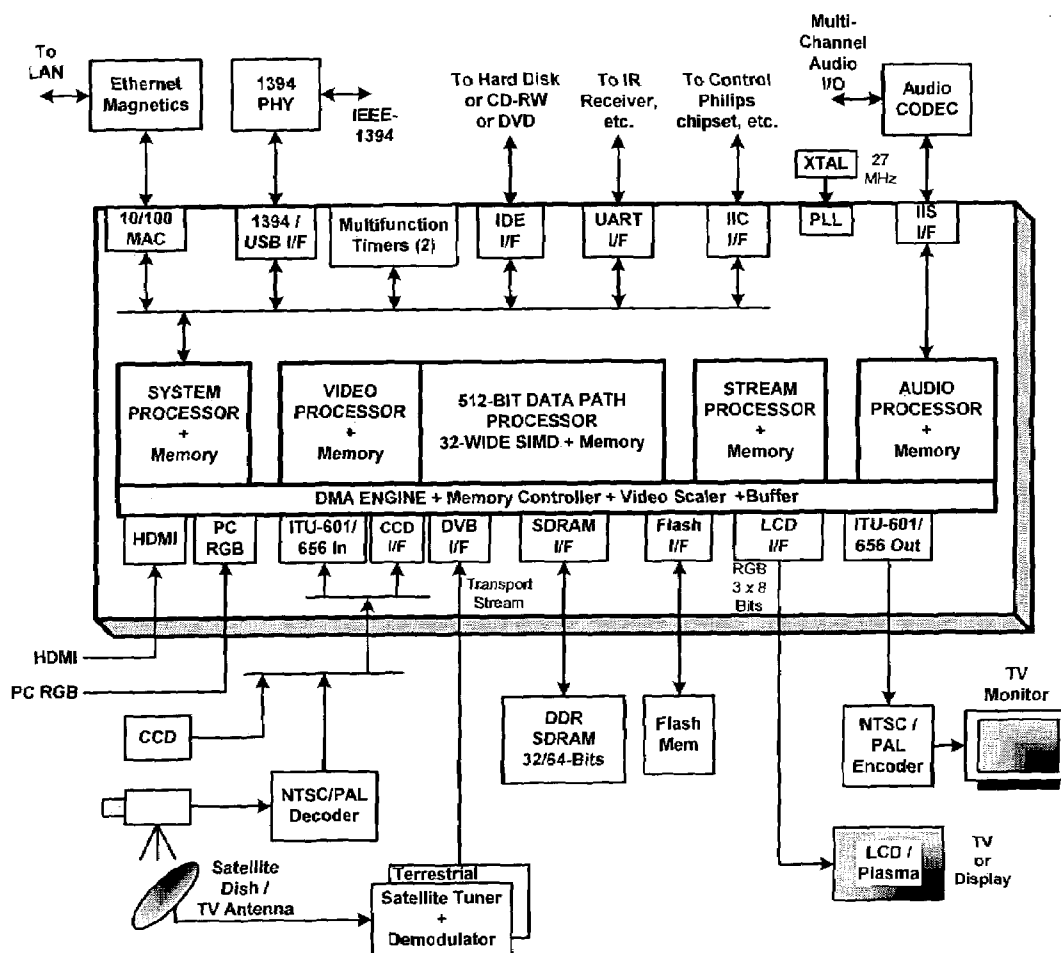 To
LAN
Ethernet
Magnetics
1394
PHY
IEEE-
1394
To Hard Disk
or CD-RW
or DVD
To IR
Receiver,
etc.
To Control
Philips
chipset, etc.
Multi-
Channel
Audio
I/O
Audio
CODEC
XTAL
27
MHz
10/100
MAC
1394 /
USB I/F
Multifunction
Timers (2)
IDE
I/F
UART
I/F
IIC
I/F
PLL
IIS
I/F
SYSTEM
PROCESSOR
+
Memory
VIDEO
PROCESSOR
+
Memory
512-BIT DATA PATH
PROCESSOR
32-WIDE SIMD + Memory
STREAM
PROCESSOR
+
Memory
AUDIO
PROCESSOR
+
Memory
DMA ENGINE + Memory Controller + Video Scaler +Buffer
HDMI
PC
RGB
ITU-601/
656 In
CCD
I/F
DVB
I/F
SDRAM
I/F
Flash
I/F
LCD
I/F
ITU-601/
656 Out
Transport
Stream
RGB
3 x 8
Bits
HDMI
PC RGB
CCD
NTSC/PAL
Decoder
DDR
SDRAM
32/64-Bits
Flash
Mem
NTSC /
PAL
Encoder
TV
Monitor
Satellite
Dish /
TV Antenna
Terrestrial
Satellite Tuner
+
Demodulator
LCD /
Plasma
TV
or
Display